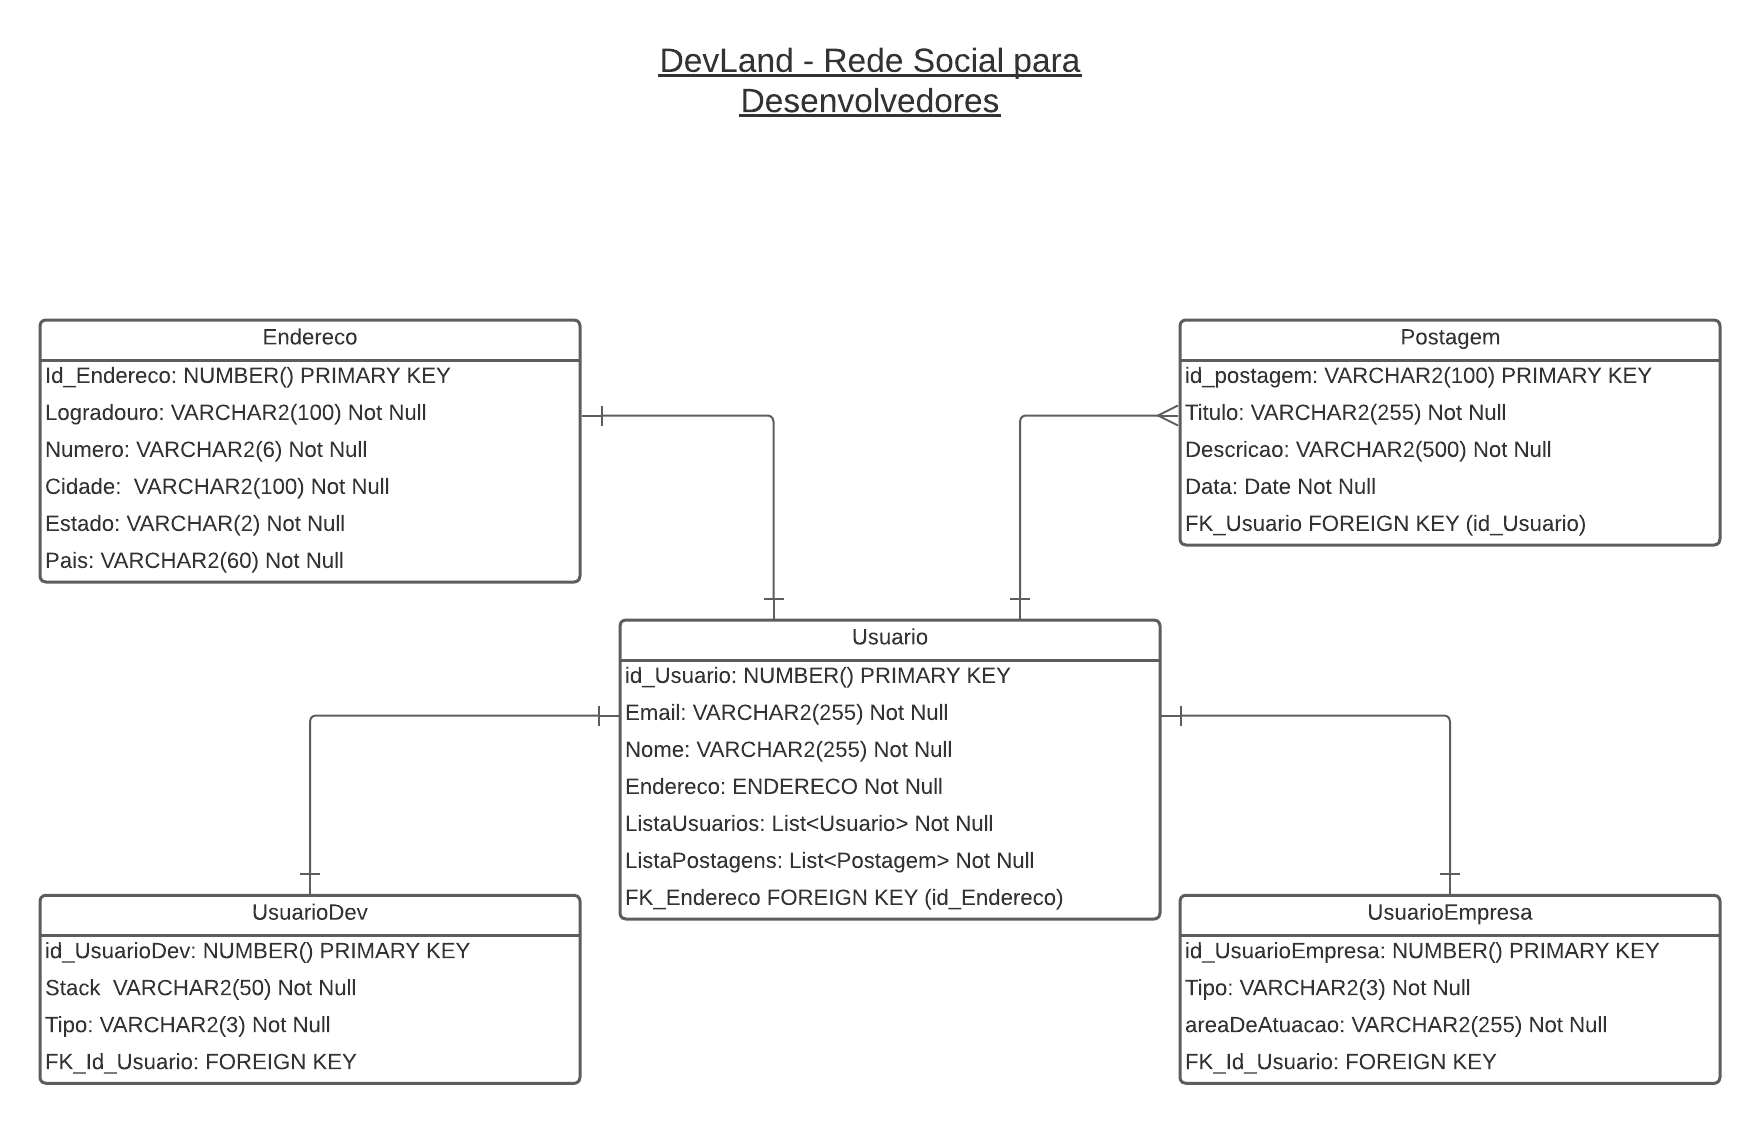 DevLand - Rede Social para
Desenvolvedores
Endereco
Id_Endereco: NUMBER() PRIMARY KEY
Logradouro: VARCHAR2(100) Not Null
Numero: VARCHAR2(6) Not Null
Cidade:  VARCHAR2(100) Not Null
Estado: VARCHAR(2) Not Null
Pais: VARCHAR2(60) Not Null
Postagem
id_postagem: VARCHAR2(100) PRIMARY KEY
Titulo: VARCHAR2(255) Not Null
Descricao: VARCHAR2(500) Not Null
Data: Date Not Null
FK_Usuario FOREIGN KEY (id_Usuario)
Usuario
id_Usuario: NUMBER() PRIMARY KEY
Email: VARCHAR2(255) Not Null
Nome: VARCHAR2(255) Not Null
Endereco: ENDERECO Not Null
ListaUsuarios: List<Usuario> Not Null
ListaPostagens: List<Postagem> Not Null
FK_Endereco FOREIGN KEY (id_Endereco)
UsuarioDev
id_UsuarioDev: NUMBER() PRIMARY KEY
Stack  VARCHAR2(50) Not Null
Tipo: VARCHAR2(3) Not Null
FK_Id_Usuario: FOREIGN KEY
UsuarioEmpresa
id_UsuarioEmpresa: NUMBER() PRIMARY KEY
Tipo: VARCHAR2(3) Not Null
areaDeAtuacao: VARCHAR2(255) Not Null
FK_Id_Usuario: FOREIGN KEY